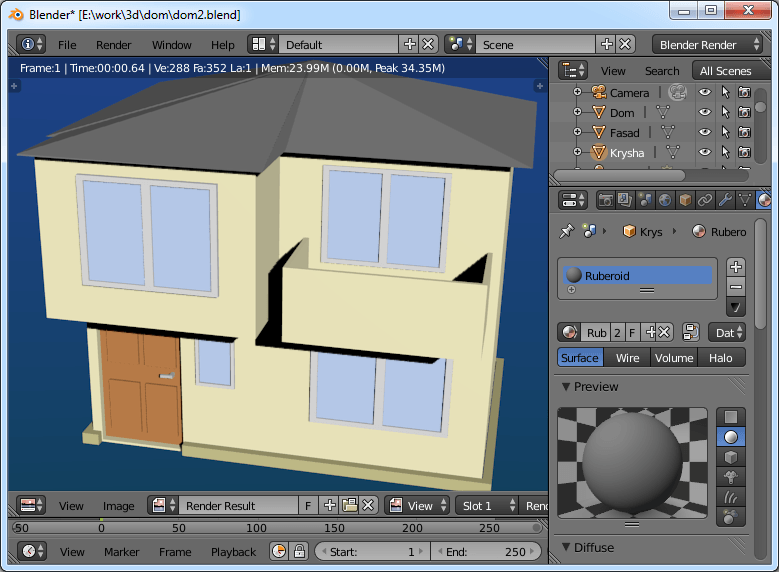 Blender* [E:\work\3d\dom\dom2.blend]
File Render Window Help Default Scene Blender Render
Frame:1 | Time:00:00.64 | Ve:288 Fa:352 La:1 | Mem:23.99M (0.00M, Peak 34.35M)
View Search All Scenes
Camera
Dom
Fasad
Krysha
Krys Rubero
Ruberoid
Rub 2 F Dat
Surface Wire Volume Halo
Preview
Diffuse
View Image Render Result F View Slot 1 Rend
-50 0 50 100 150 200 250
View Marker Frame Playback Start: 1 End: 250